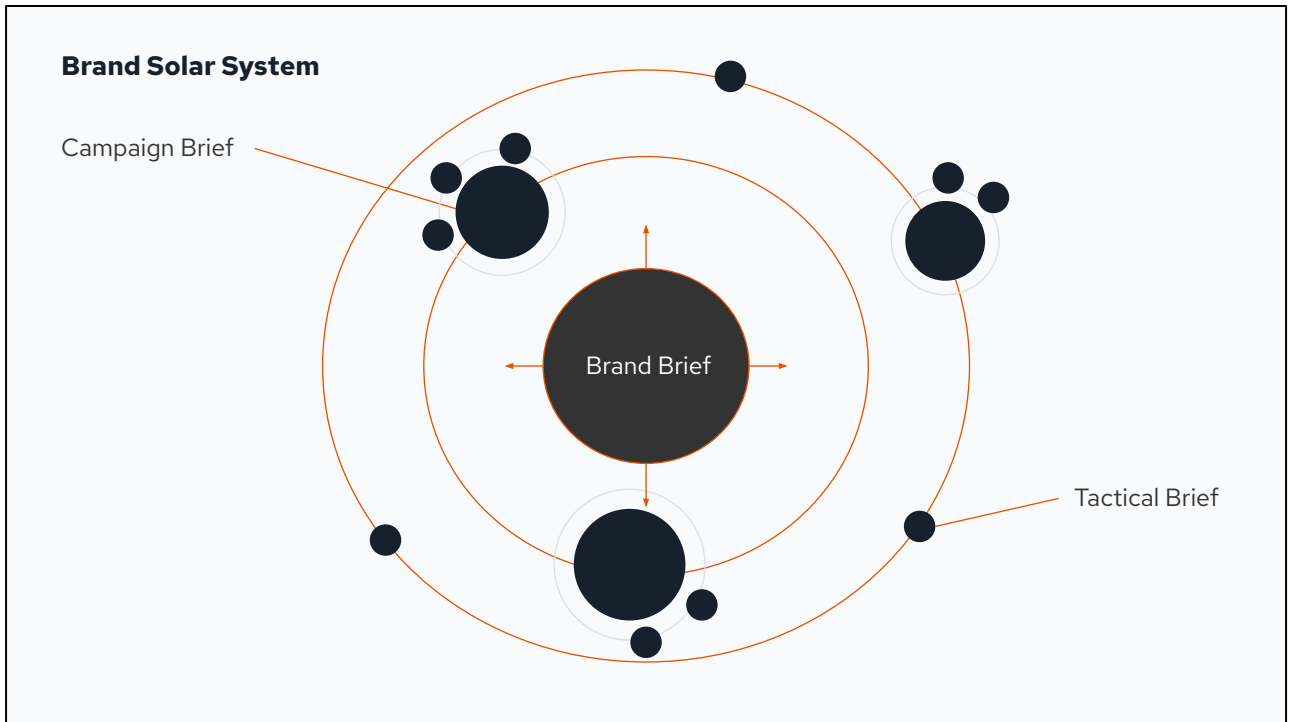 Brand Solar System
Campaign Brief
Brand Brief
Tactical Brief